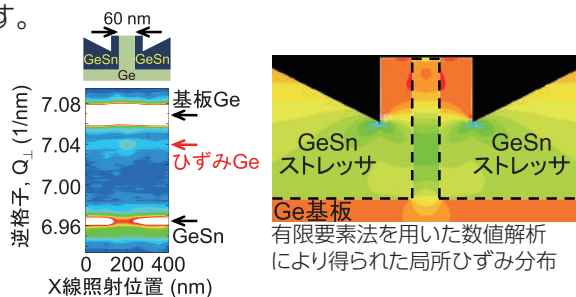 す。
60 nm
GeSn
GeSn
Ge
逆格子, Q⊥ (1/nm)
7.08
7.04
7.00
6.96
基板Ge
ひずみGe
GeSn
0 200 400
(nm)
X線照射位置 (nm)
GeSn
ストレッサ
GeSn
ストレッサ
Ge基板
有限要素法を用いた数値解析
により得られた局所ひずみ分布